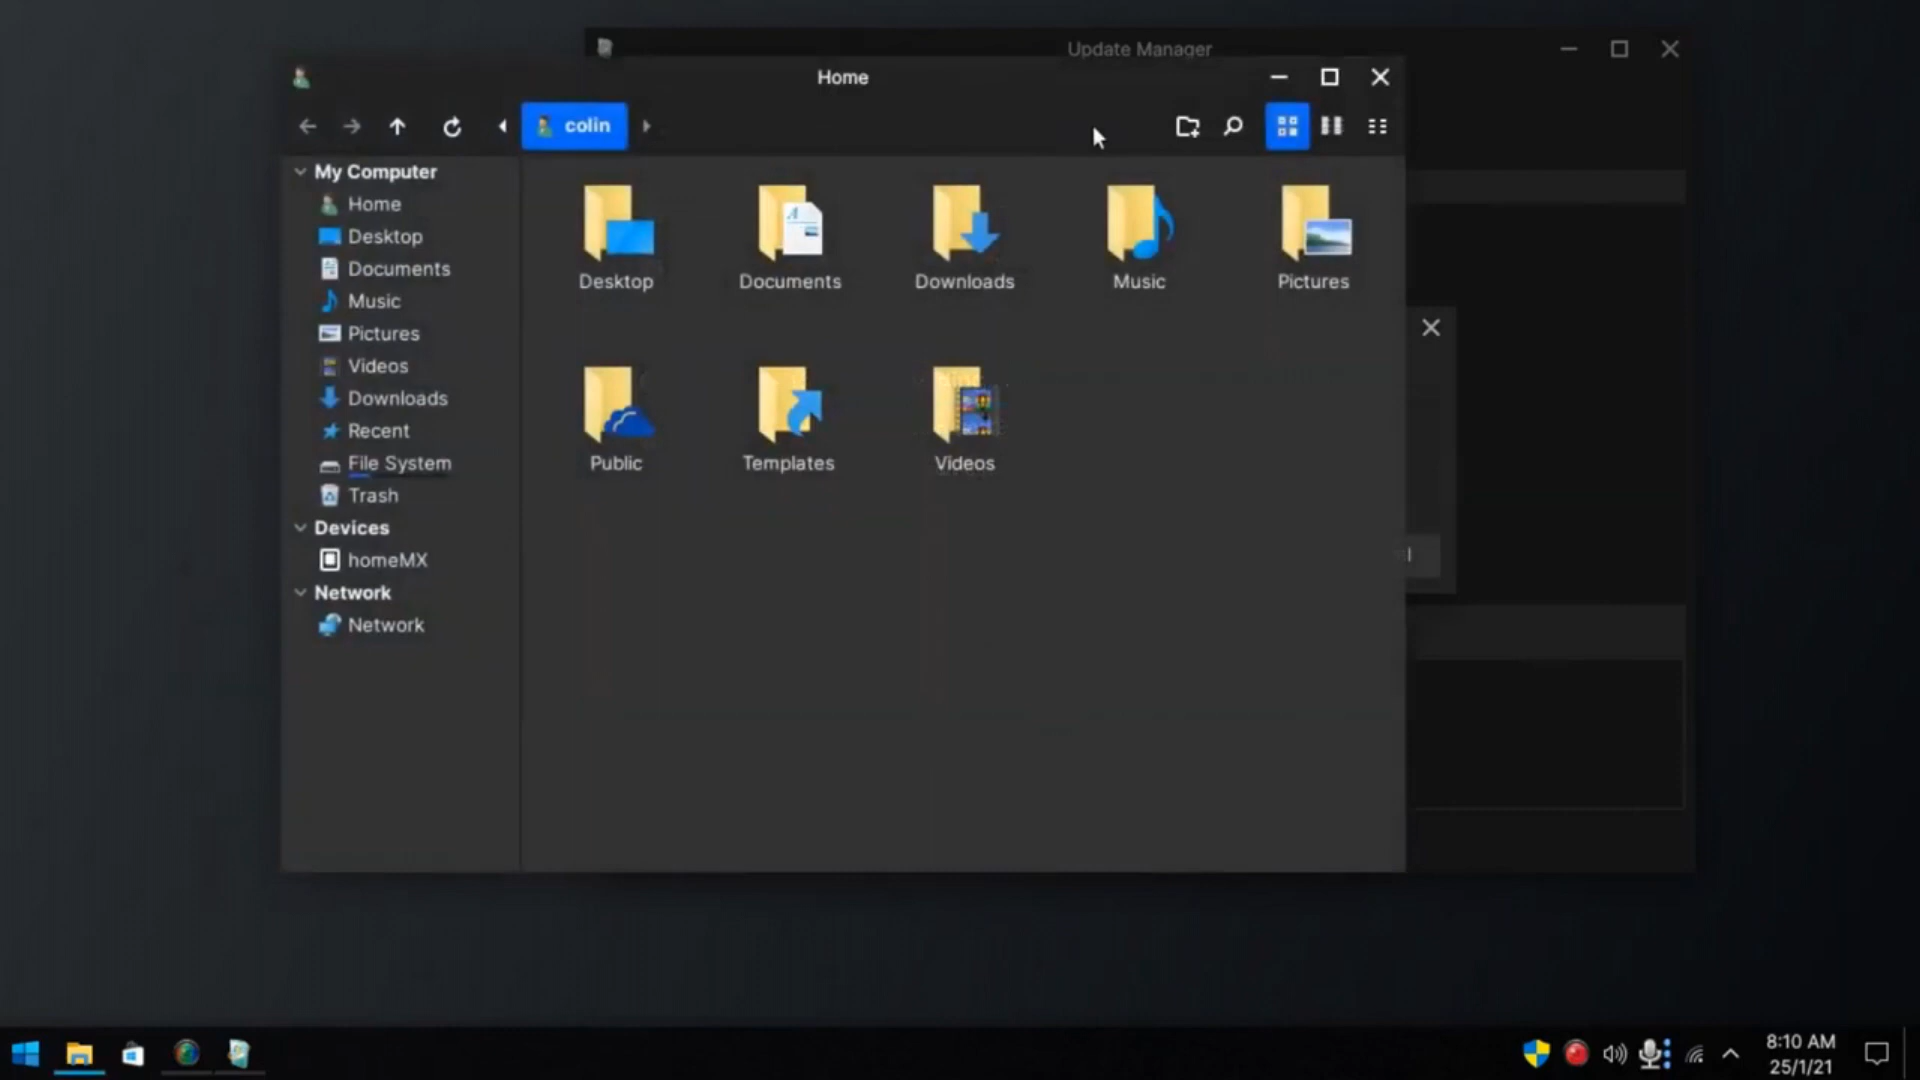 Update Manager
Home
colin
My Computer
Home
Desktop
Documents
Music
Pictures
Videos
Downloads
Recent
File System
Trash
Devices
homeMX
Network
Network
Desktop
Documents
Downloads
Music
Pictures
Public
Templates
Videos
8:10 AM
25/1/21